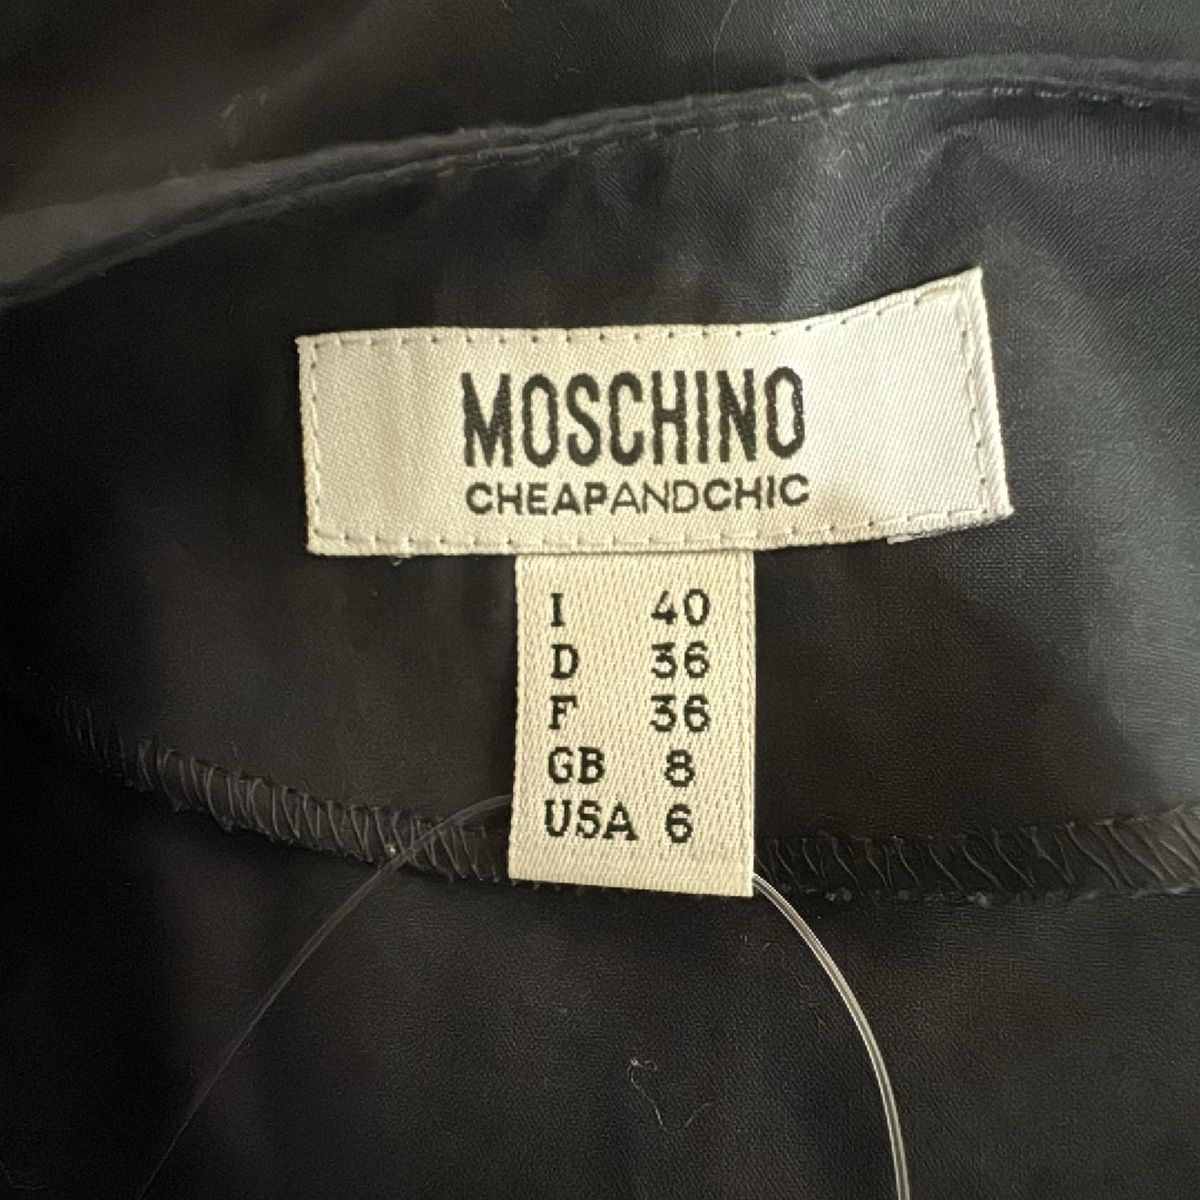 MOSCHINO
CHEAPANDCHIC
I 40
D 36
F 36
GB 8
USA 6